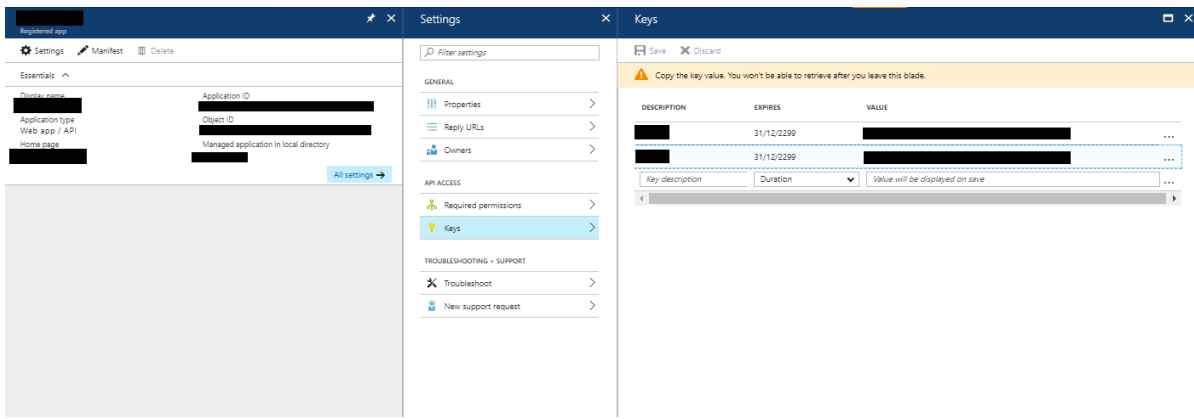 Registered app
Settings Manifest Delete
Essentials
Display name
Application ID
Application type
Web app / API
Object ID
Home page
Managed application in local directory
All settings
Settings
Filter settings
GENERAL
Properties
Reply URLs
Owners
API ACCESS
Required permissions
Keys
TROUBLESHOOTING + SUPPORT
Troubleshoot
New support request
Keys
Save Discard
Copy the key value. You won't be able to retrieve after you leave this blade.
DESCRIPTION EXPIRES VALUE
31/12/2299 ...
31/12/2299 ...
Key description Duration Value will be displayed on save ...